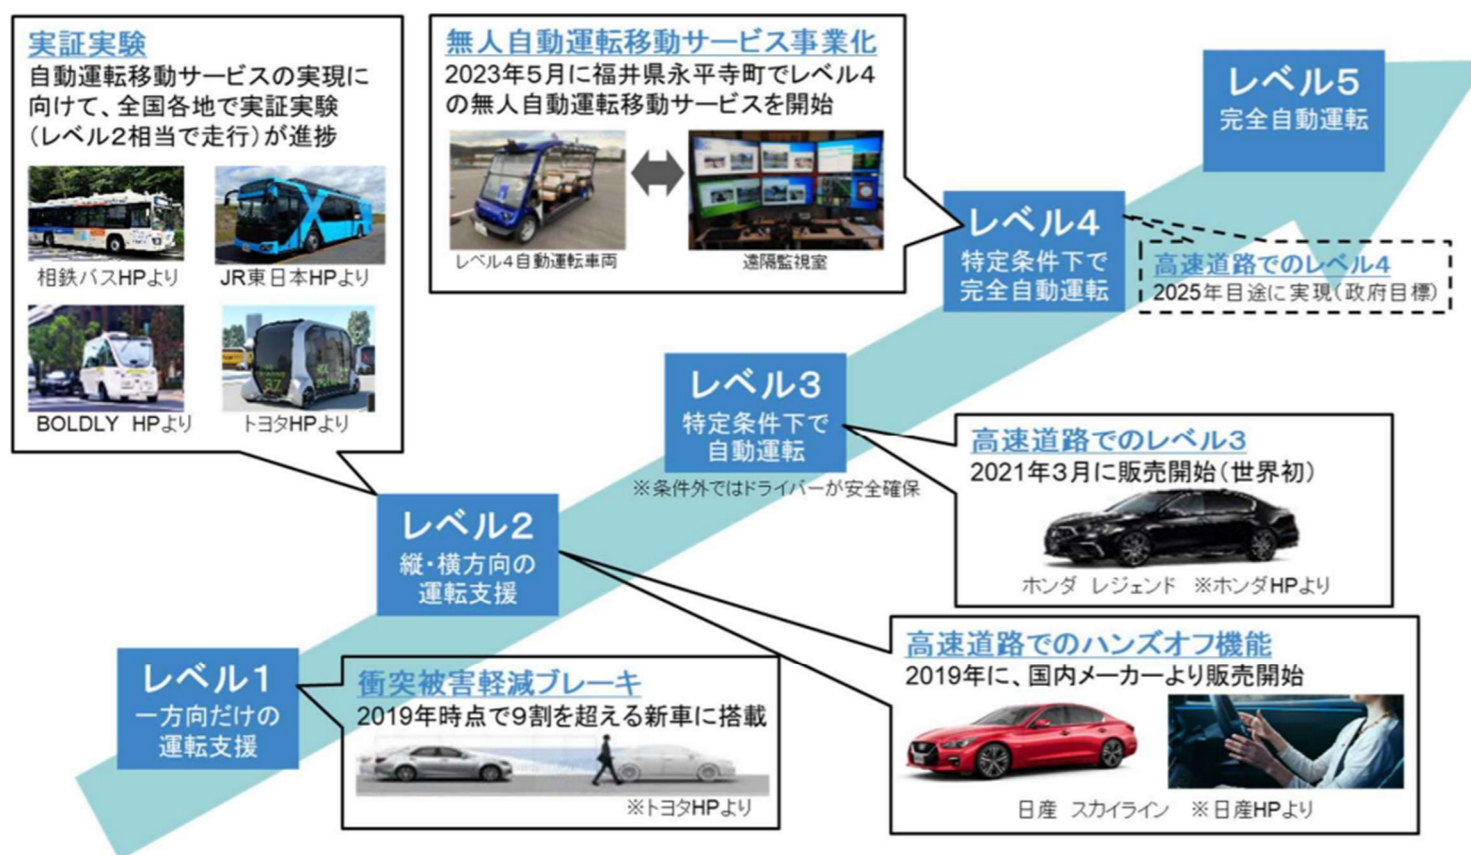 実証実験
自動運転移動サービスの実現に
向けて、全国各地で実証実験
（レベル２相当で走行）が進捗
相鉄バスHPより
JR東日本HPより
BOLDLY HPより
トヨタHPより
無人自動運転移動サービス事業化
2023年５月に福井県永平寺町でレベル４
の無人自動運転移動サービスを開始
レベル４自動運転車両
遠隔監視室
レベル５
完全自動運転
レベル４
特定条件下で
完全自動運転
高速道路でのレベル４
2025年目途に実現（政府目標）
レベル３
特定条件下で
自動運転
※条件外ではドライバーが安全確保
高速道路でのレベル３
2021年３月に販売開始（世界初）
ホンダ レジェンド ※ホンダHPより
レベル２
縦・横方向の
運転支援
高速道路でのハンズオフ機能
2019年に、国内メーカーより販売開始
日産 スカイライン ※日産HPより
レベル１
一方向だけの
運転支援
衝突被害軽減ブレーキ
2019年時点で９割を超える新車に搭載
※トヨタHPより